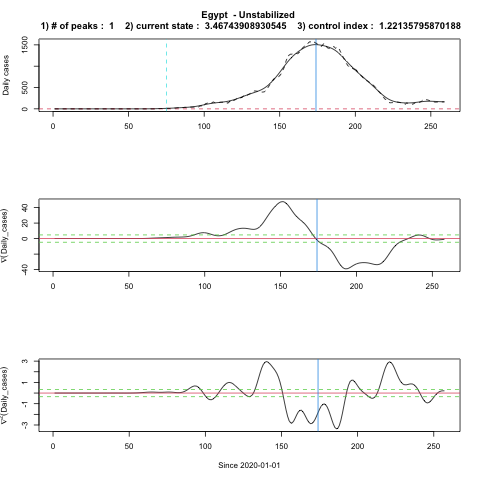 Egypt - Unstabilized
1) # of peaks : 1 2) current state : 3.46743908930545 3) control index : 1.22135795870188
Daily cases
1500
500
0
0 50 100 150 200 250
∇(Daily_cases)
40
20
0
-40
0 50 100 150 200 250
∇²(Daily_cases)
3
1
-1
-3
0 50 100 150 200 250
Since 2020-01-01